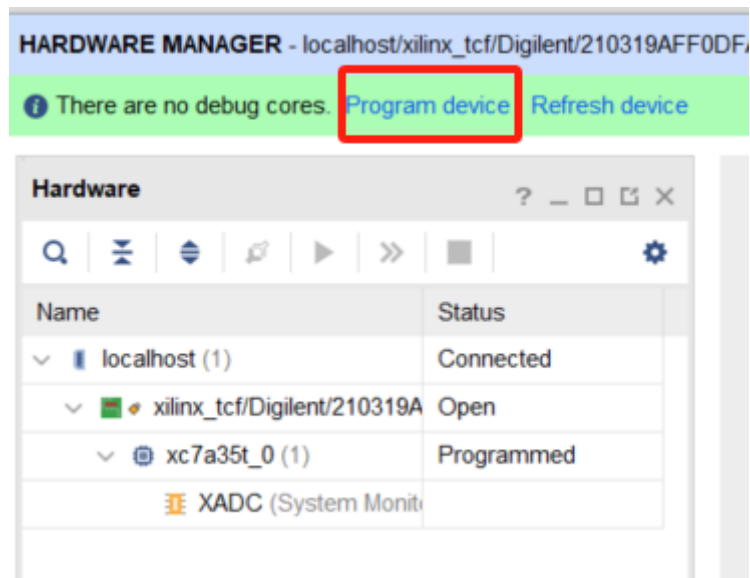 HARDWARE MANAGER - localhost/xilinx_tcf/Digilent/210319AFF0DFA
There are no debug cores. Program device Refresh device
Hardware
Name Status
localhost (1) Connected
xilinx_tcf/Digilent/210319A Open
xc7a35t_0 (1) Programmed
XADC (System Monit